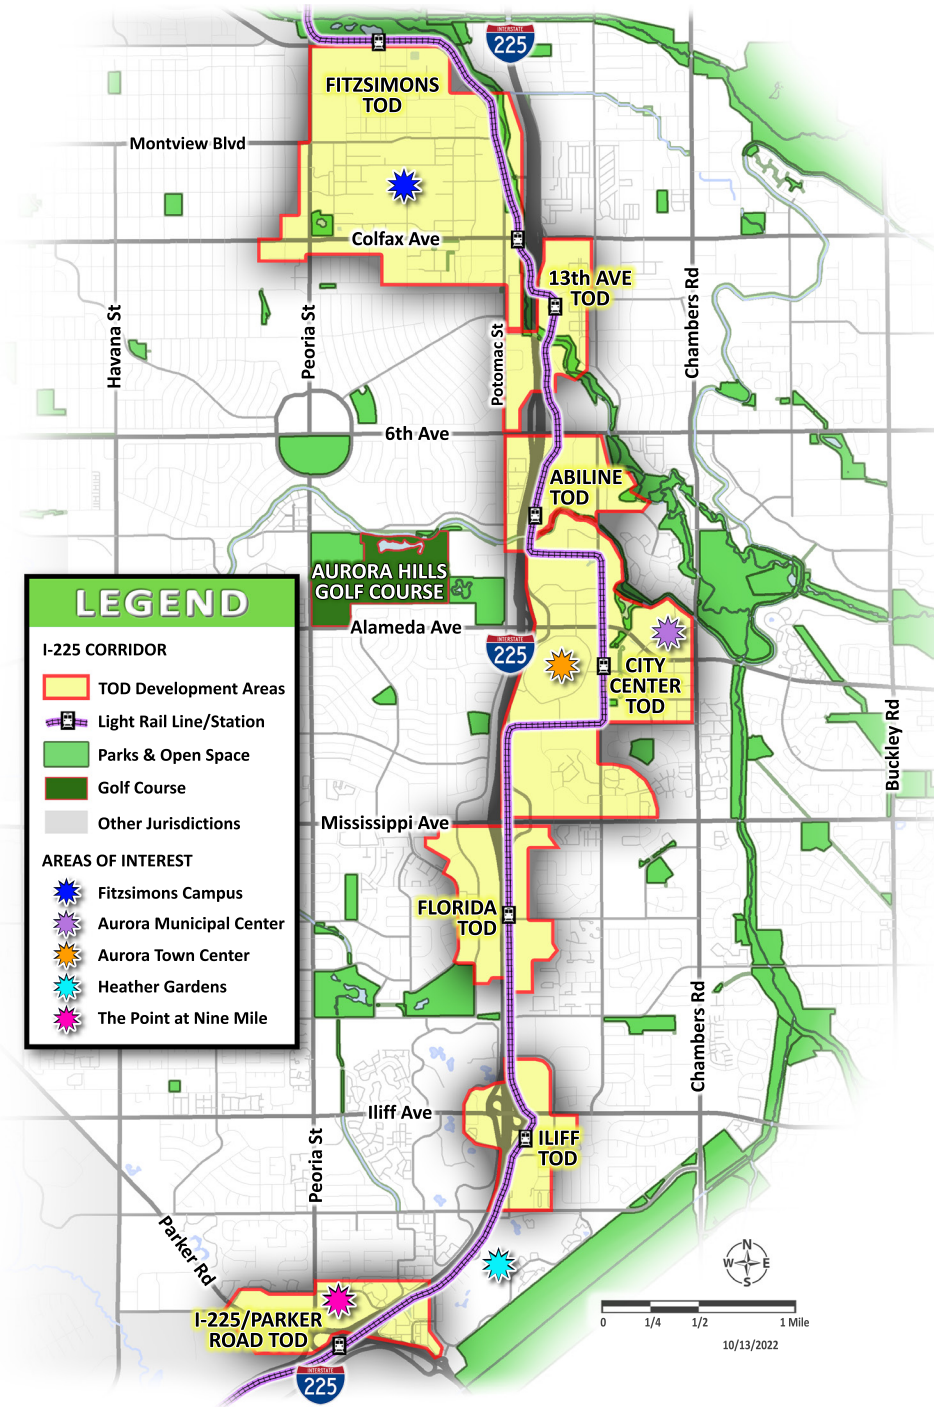 INTERSTATE
225
FITZSIMONS
TOD
Montview Blvd
Colfax Ave
13th AVE
TOD
Havana St
Peoria St
Potomac St
Chambers Rd
6th Ave
ABILINE
TOD
AURORA HILLS
GOLF COURSE
Alameda Ave
INTERSTATE
225
CITY
CENTER
TOD
Buckley Rd
LEGEND
I-225 CORRIDOR
TOD Development Areas
Light Rail Line/Station
Parks & Open Space
Golf Course
Other Jurisdictions
AREAS OF INTEREST
Fitzsimons Campus
Aurora Municipal Center
Aurora Town Center
Heather Gardens
The Point at Nine Mile
Mississippi Ave
FLORIDA
TOD
Chambers Rd
Iliff Ave
ILIFF
TOD
Peoria St
Parker Rd
I-225/PARKER
ROAD TOD
INTERSTATE
225
N
W E
S
0 1/4 1/2 1 Mile
10/13/2022